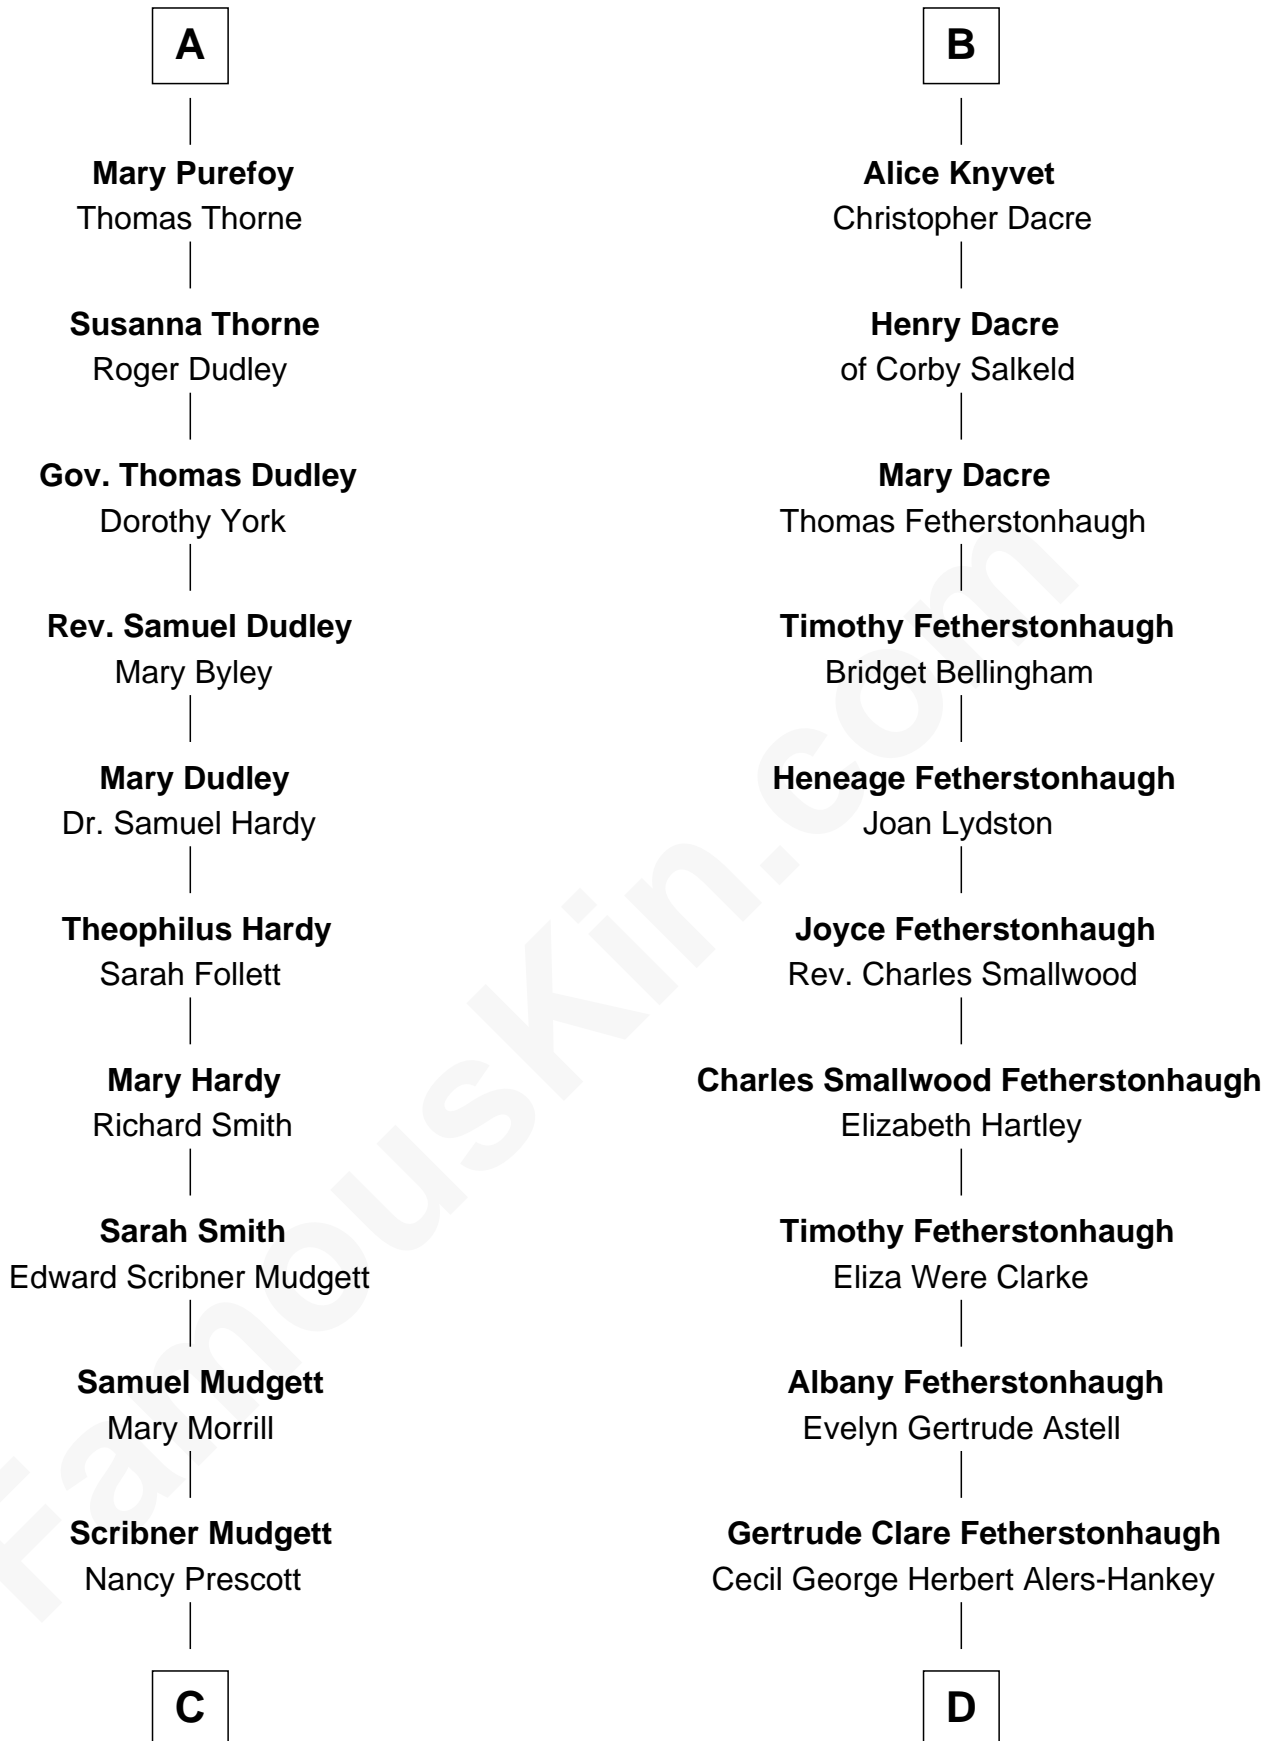 A
Mary Purefoy
Thomas Thorne
Susanna Thorne
Roger Dudley
Gov. Thomas Dudley
Dorothy York
Rev. Samuel Dudley
Mary Byley
Mary Dudley
Dr. Samuel Hardy
Theophilus Hardy
Sarah Follett
Mary Hardy
Richard Smith
Sarah Smith
Edward Scribner Mudgett
Samuel Mudgett
Mary Morrill
Scribner Mudgett
Nancy Prescott
C
B
Alice Knyvet
Christopher Dacre
Henry Dacre
of Corby Salkeld
Mary Dacre
Thomas Fetherstonhaugh
Timothy Fetherstonhaugh
Bridget Bellingham
Heneage Fetherstonhaugh
Joan Lydston
Joyce Fetherstonhaugh
Rev. Charles Smallwood
Charles Smallwood Fetherstonhaugh
Elizabeth Hartley
Timothy Fetherstonhaugh
Eliza Were Clarke
Albany Fetherstonhaugh
Evelyn Gertrude Astell
Gertrude Clare Fetherstonhaugh
Cecil George Herbert Alers-Hankey
D
FamousKin.com